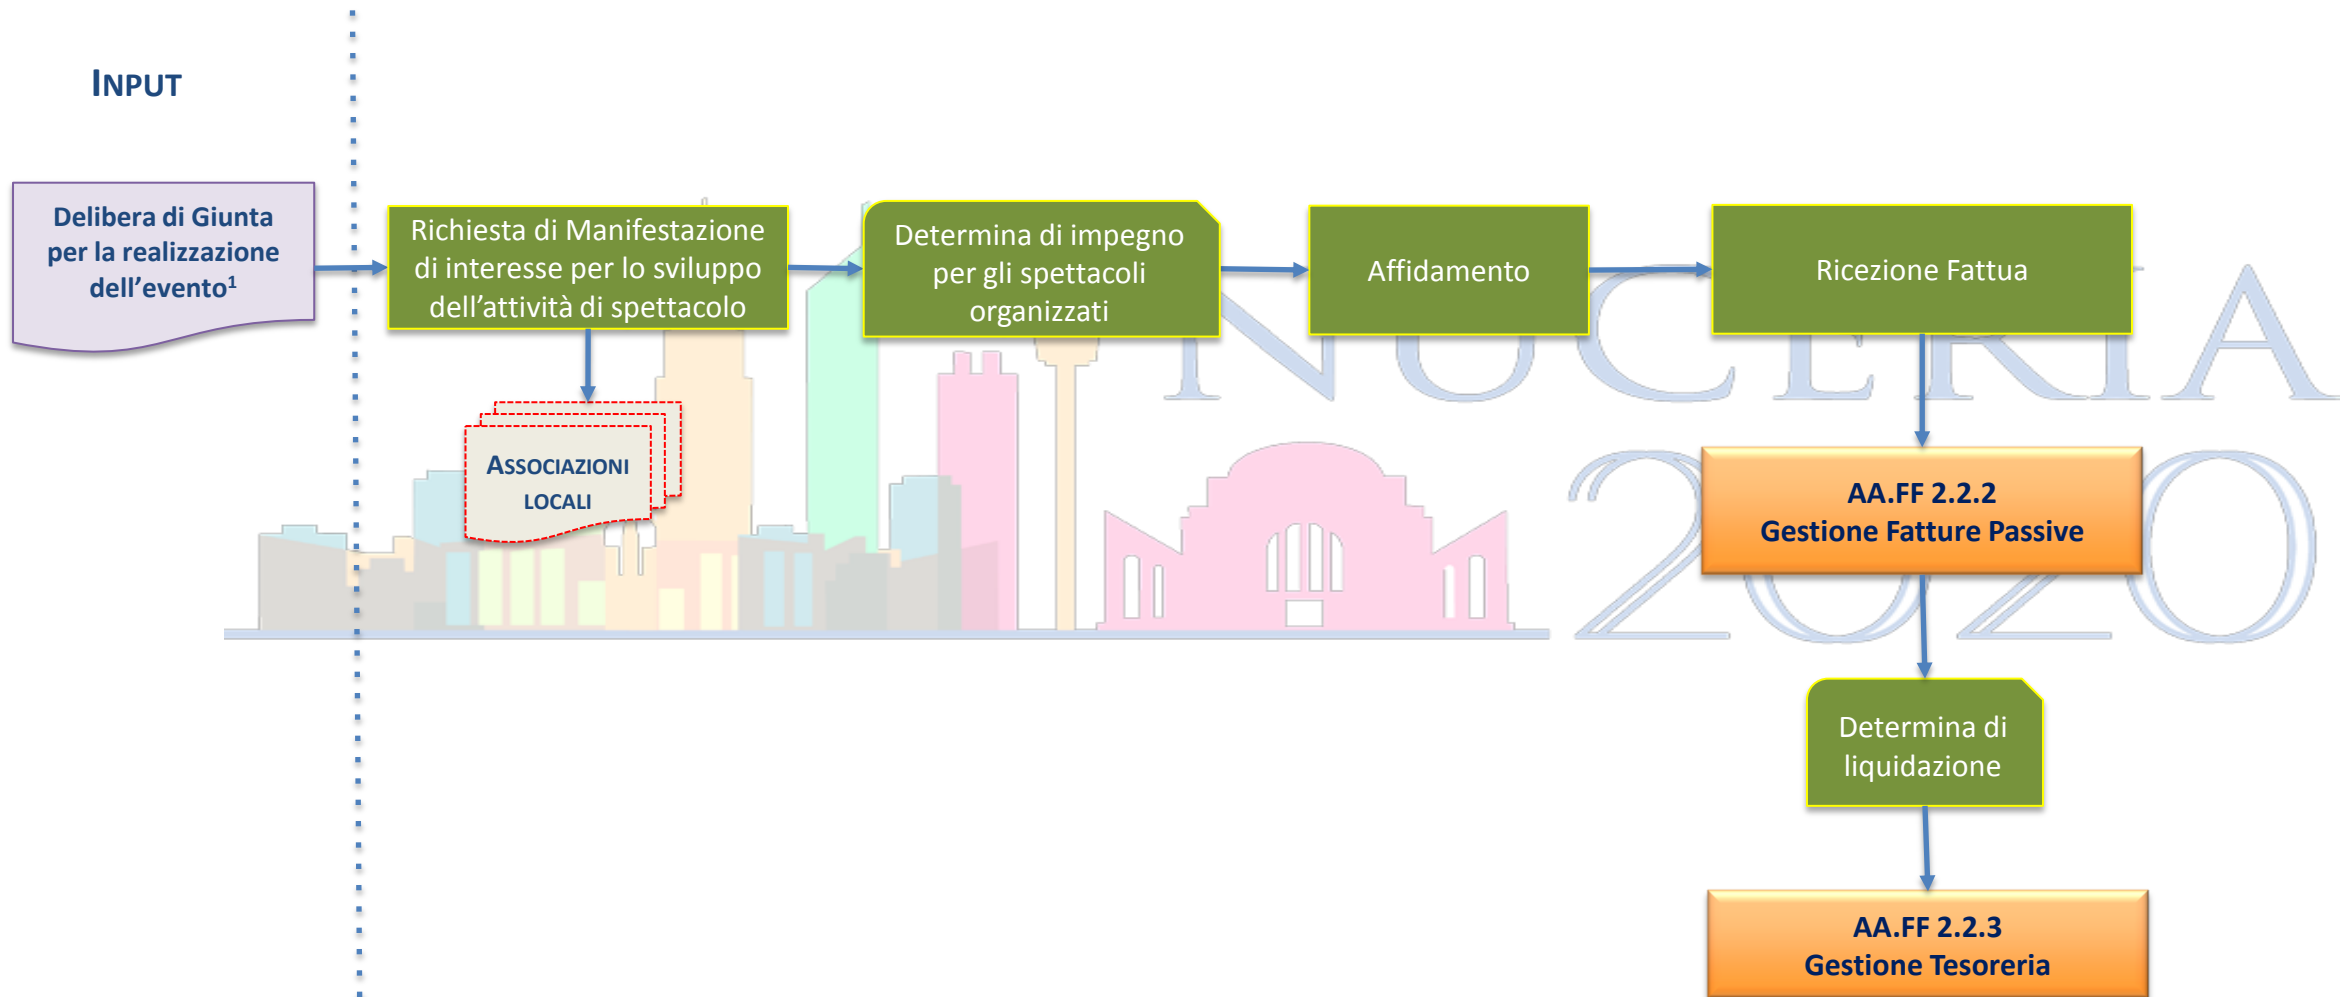 INPUT
Delibera di Giunta
per la realizzazione
dell’evento1
Richiesta di Manifestazione
di interesse per lo sviluppo
dell’attività di spettacolo
Determina di impegno
per gli spettacoli
organizzati
Affidamento
Ricezione Fattua
NUCERIA
ASSOCIAZIONI
LOCALI
2020
AA.FF 2.2.2
Gestione Fatture Passive
Determina di
liquidazione
AA.FF 2.2.3
Gestione Tesoreria